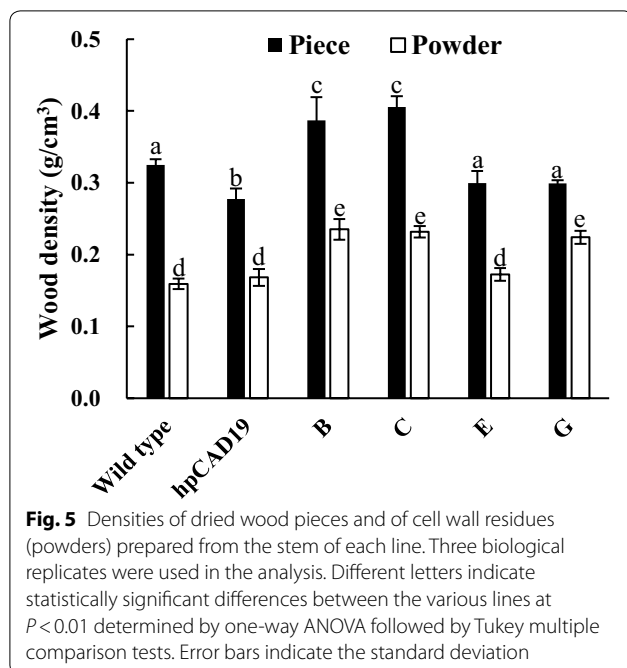 0.5
■ Piece □ Powder
c
c
0.4
a
a
a
b
0.3
e
e
e
d
d
d
0.2
0.1
0.0
Wood density (g/cm³)
Wild type
hpCAD19
B
C
E
G
Fig. 5 Densities of dried wood pieces and of cell wall residues
(powders) prepared from the stem of each line. Three biological
replicates were used in the analysis. Different letters indicate
statistically significant differences between the various lines at
P < 0.01 determined by one-way ANOVA followed by Tukey multiple
comparison tests. Error bars indicate the standard deviation